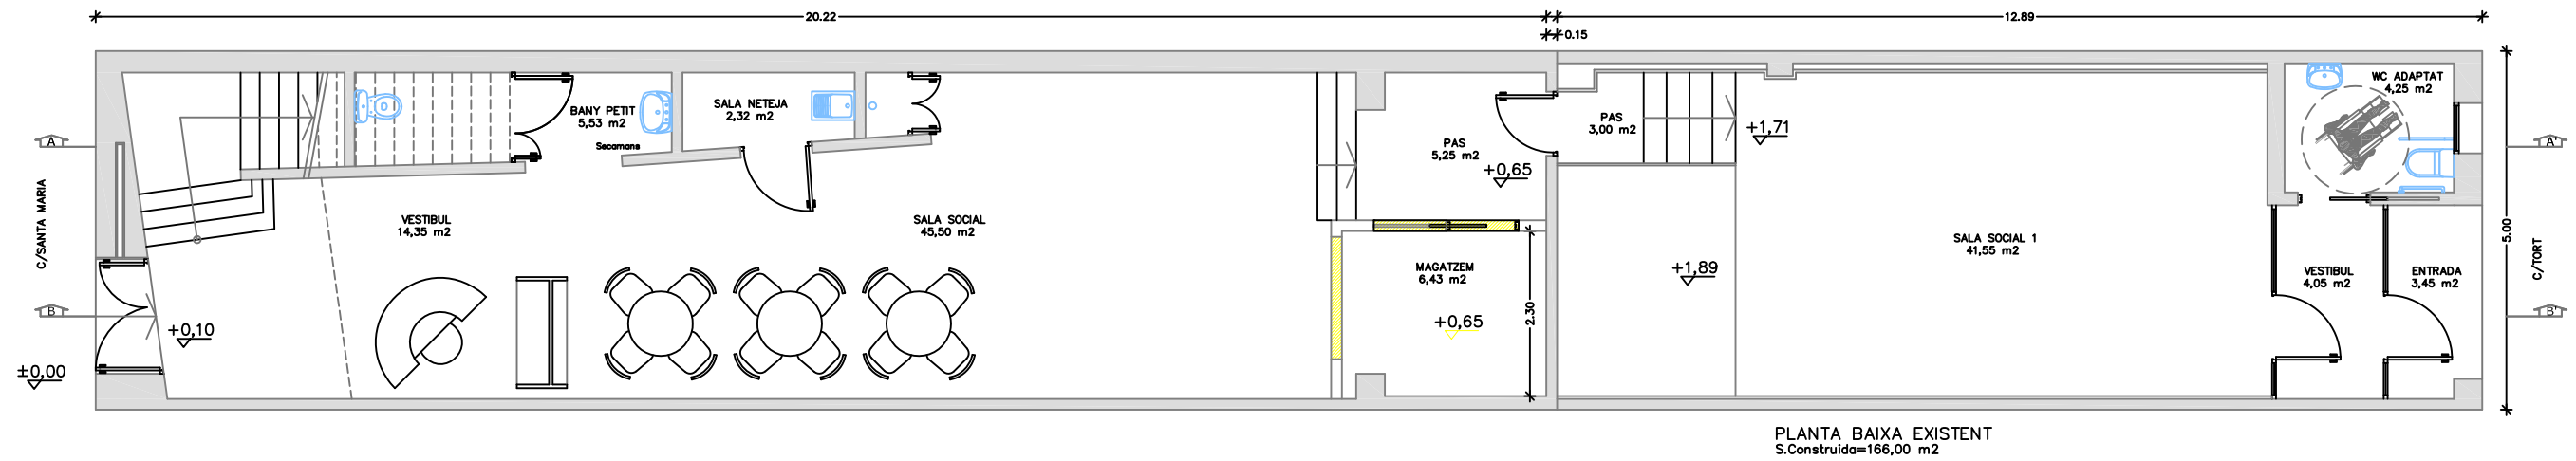 20.22
12.89
0.15
WC ADAPTAT
4,25 m2
BANY PETIT
5,53 m2
SALA NETEJA
2,32 m2
PAS
3,00 m2
+1,71
Secamans
PAS
5,25 m2
+0,65
A
A'
C/SANTA MARIA
VESTIBUL
14,35 m2
SALA SOCIAL
45,50 m2
SALA SOCIAL 1
41,55 m2
5.00
C/TORT
+1,89
MAGATZEM
6,43 m2
VESTIBUL
4,05 m2
ENTRADA
3,45 m2
B
B'
+0,10
+0,65
2.30
±0,00
PLANTA BAIXA EXISTENT
S.Construida=166,00 m2